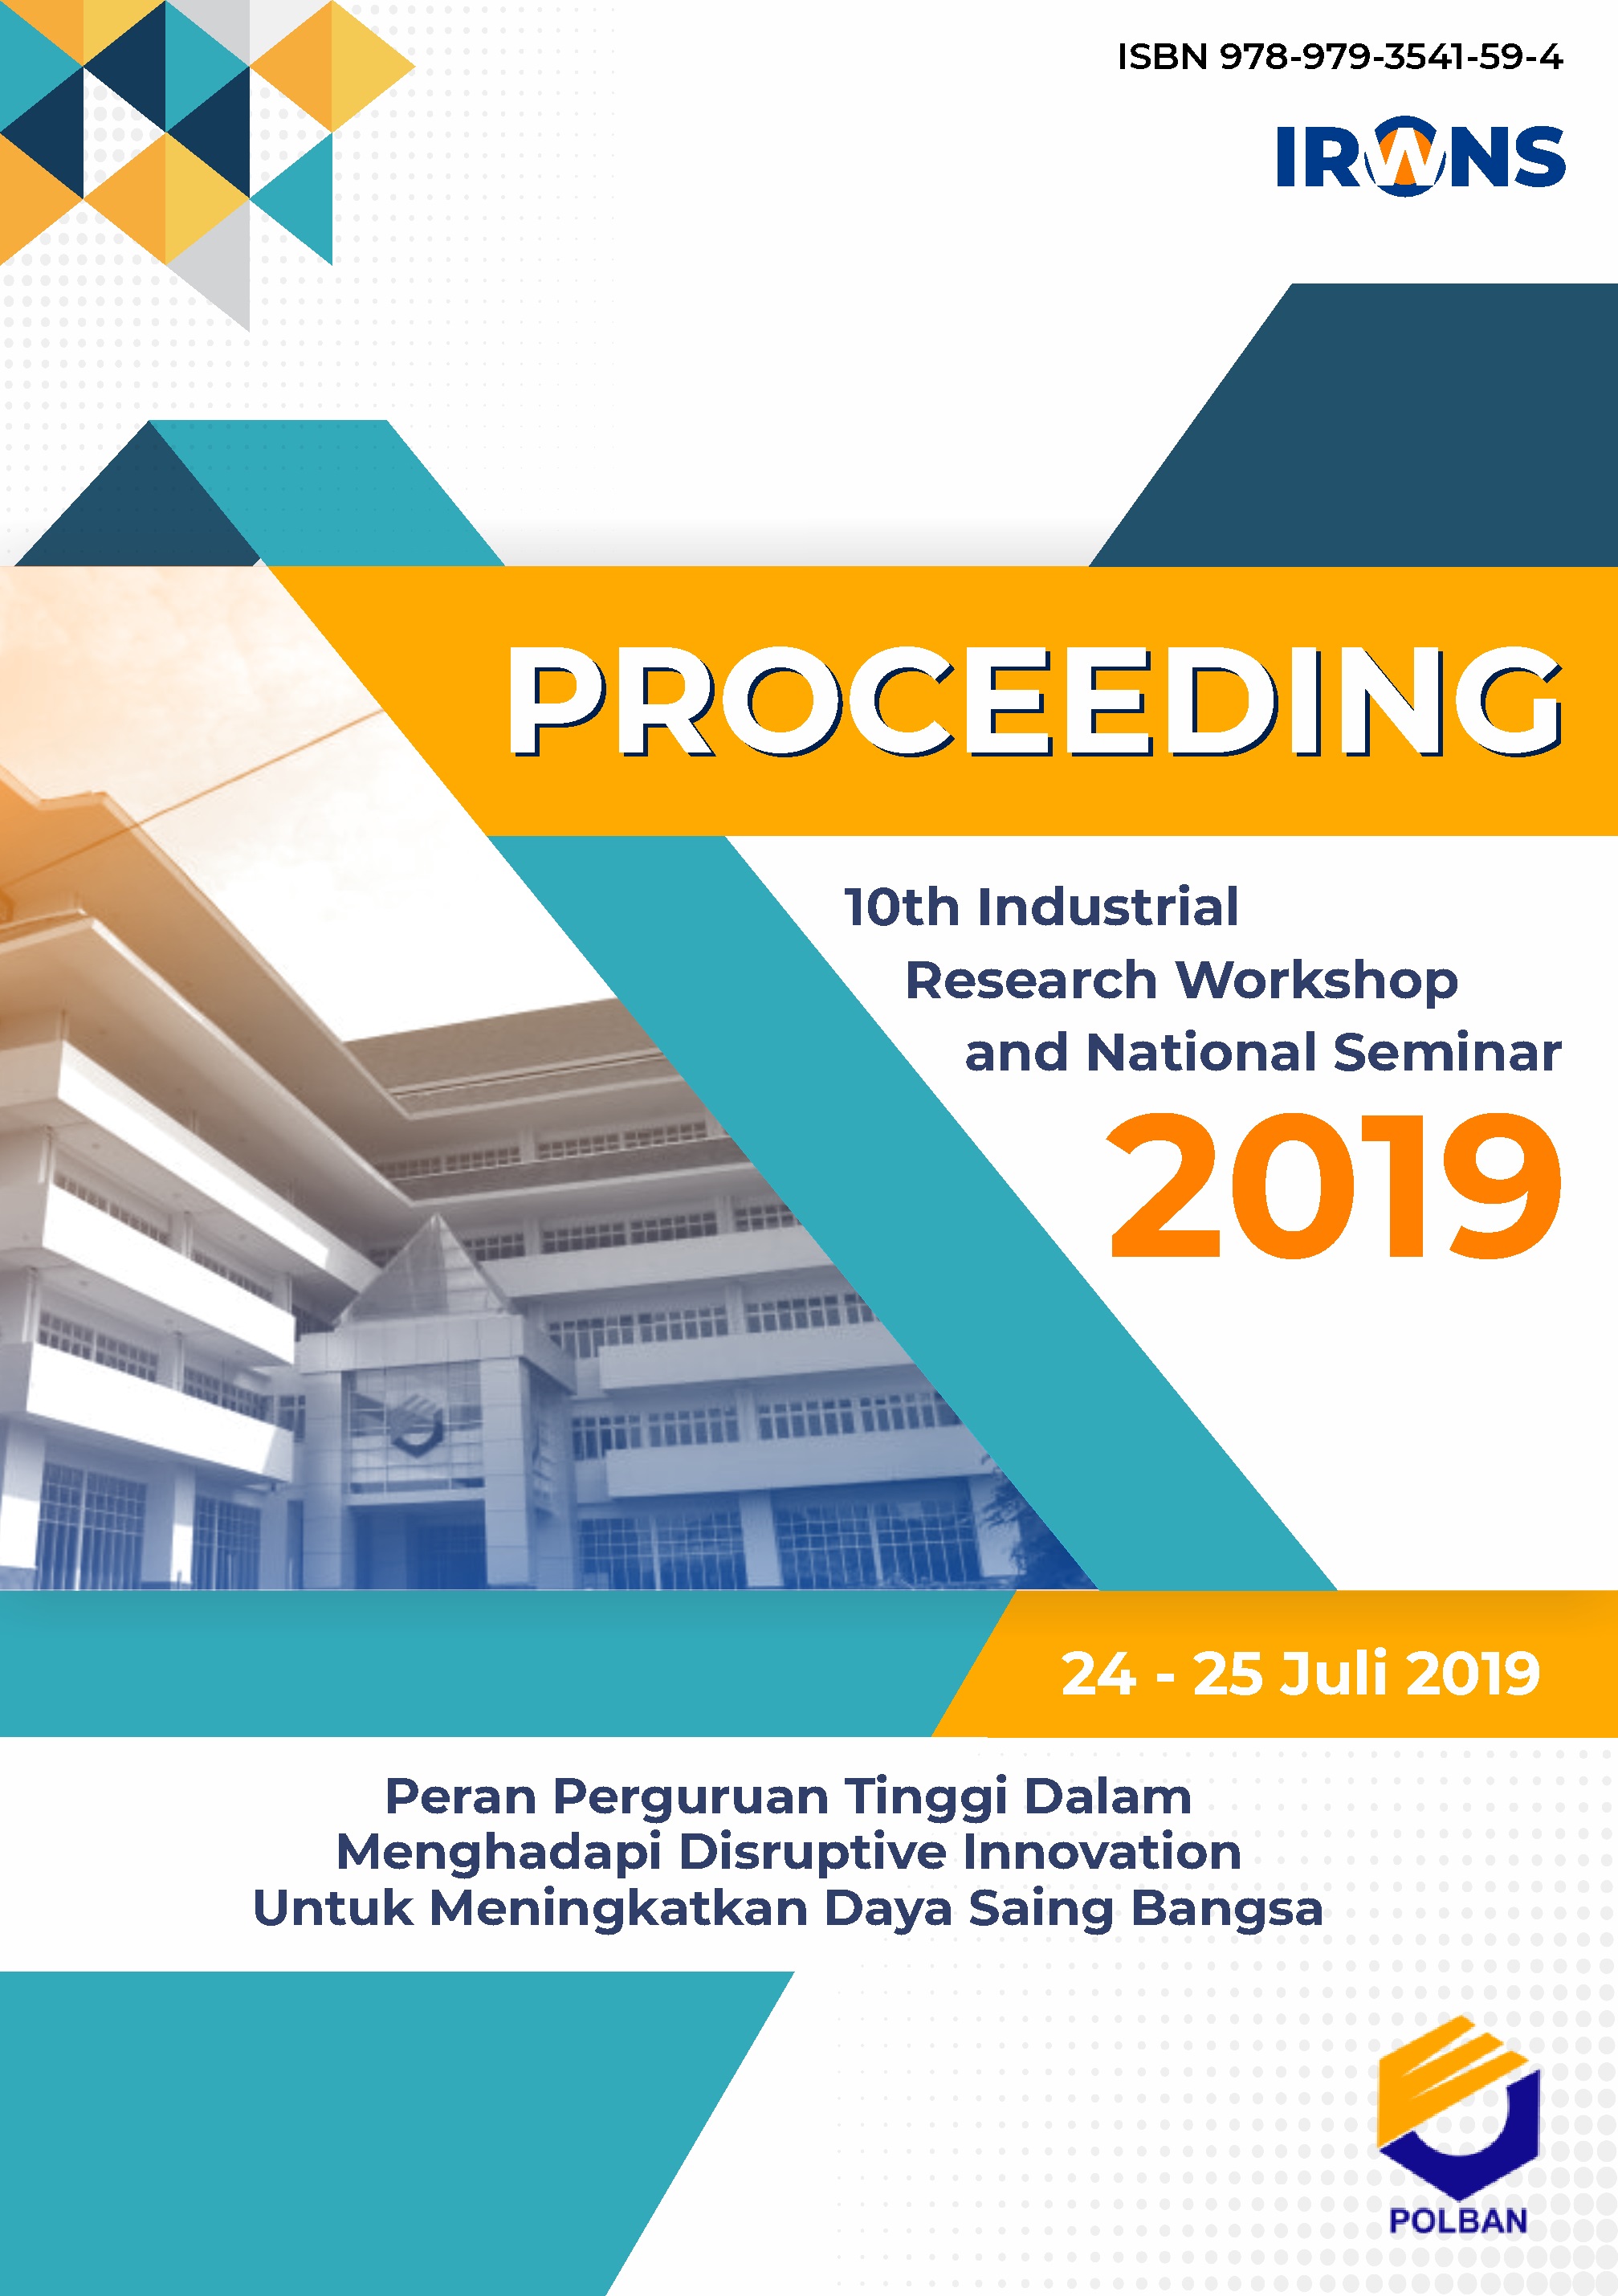 ISBN 978-979-3541-59-4
IRWNS
PROCEEDING
10th Industrial
Research Workshop
and National Seminar
2019
24 - 25 Juli 2019
Peran Perguruan Tinggi Dalam
Menghadapi Disruptive Innovation
Untuk Meningkatkan Daya Saing Bangsa
POLBAN